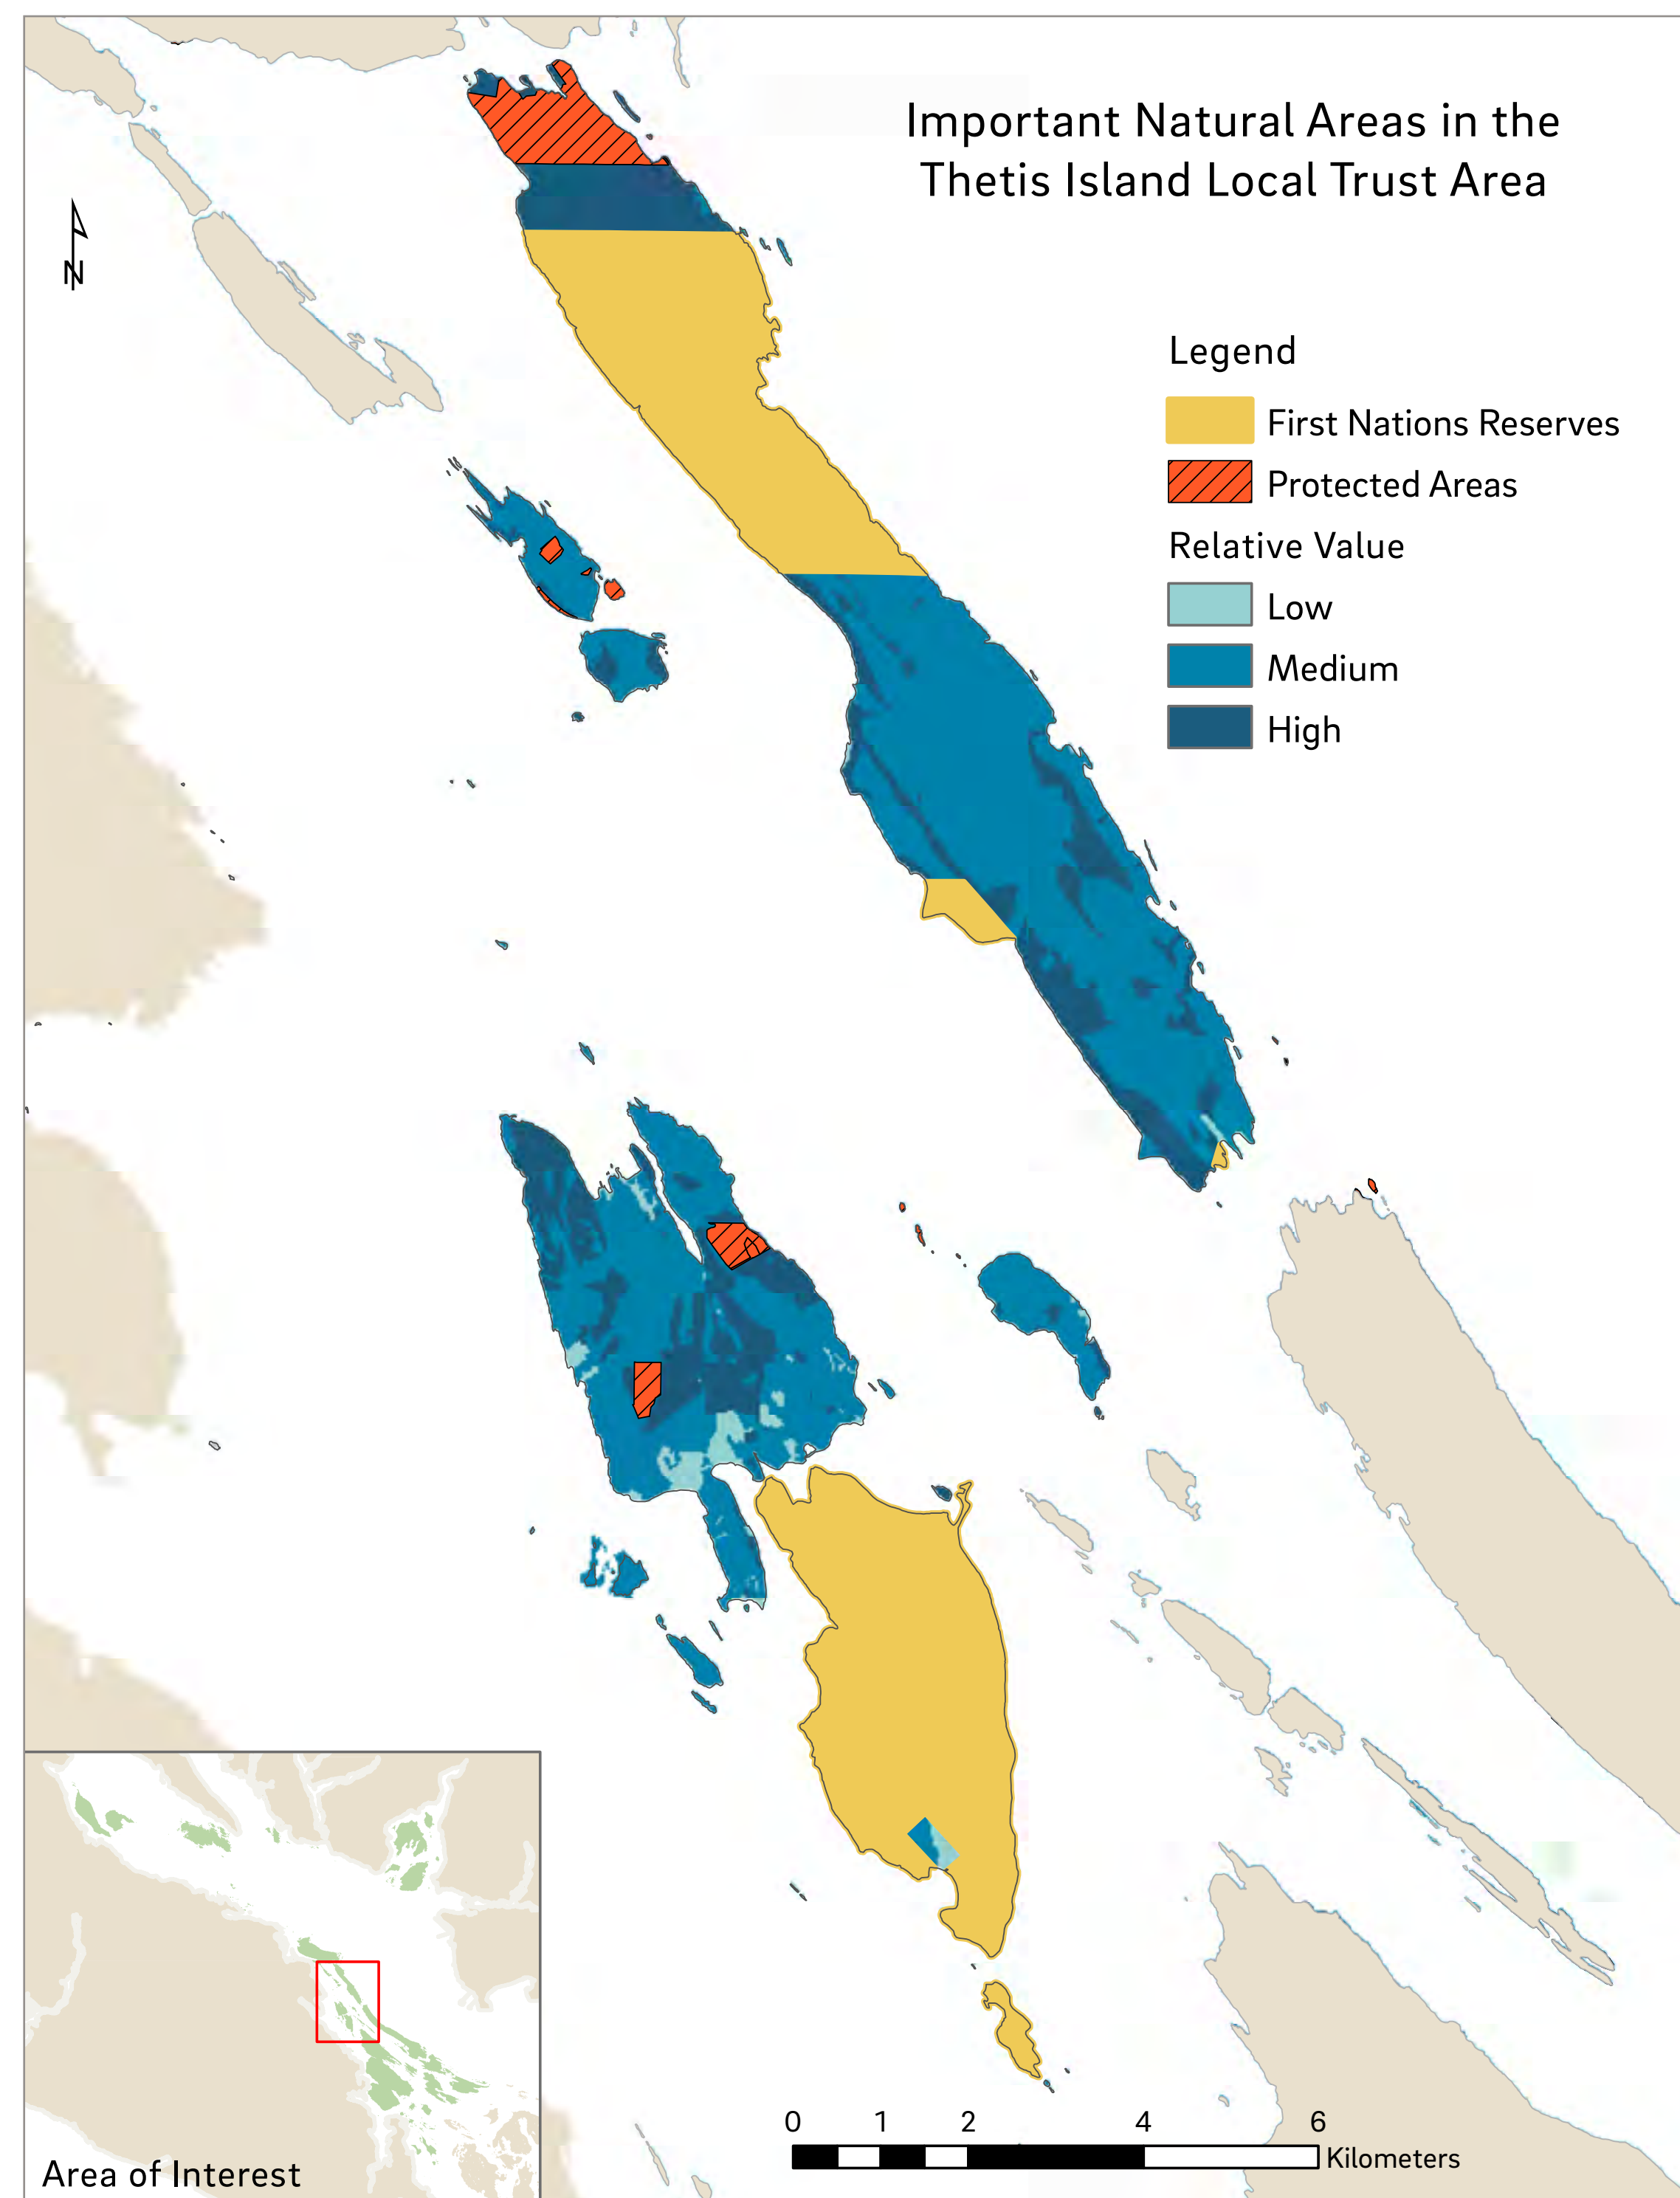 Important Natural Areas in the
Thetis Island Local Trust Area
N
Legend
First Nations Reserves
Protected Areas
Relative Value
Low
Medium
High
0 1 2 4 6
Kilometers
Area of Interest